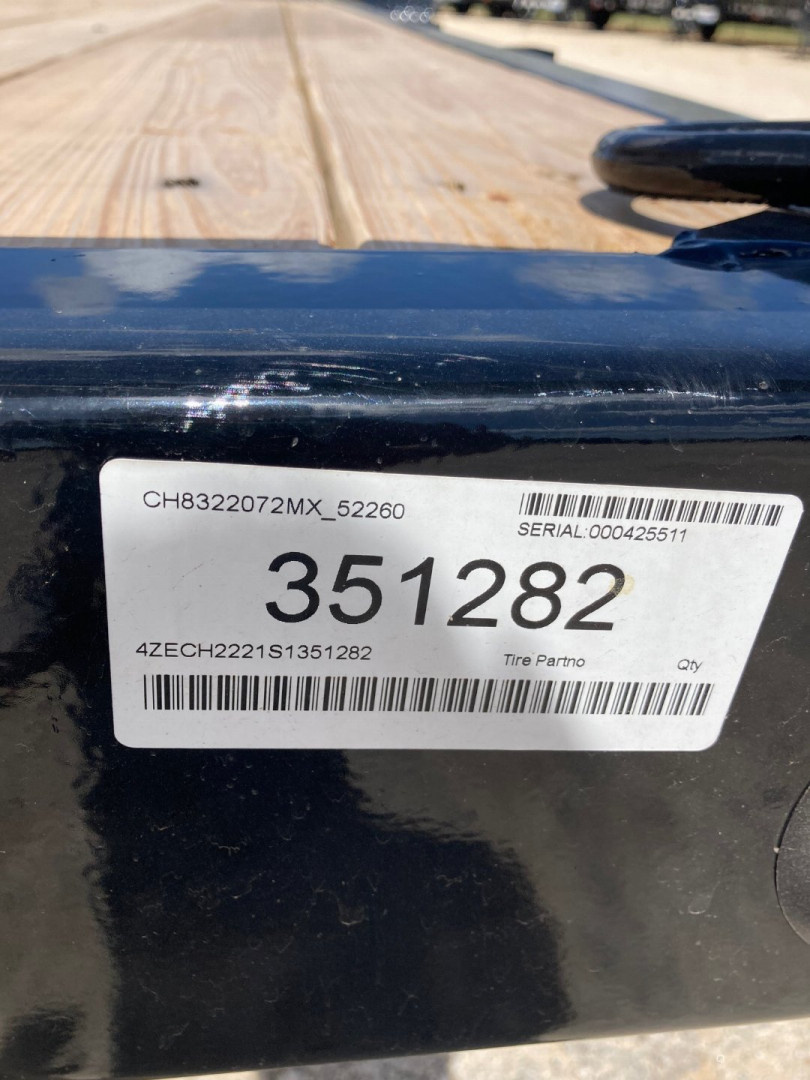 CH8322072MX_52260
SERIAL:000425511
351282
4ZECH2221S1351282
Tire Partno Qty